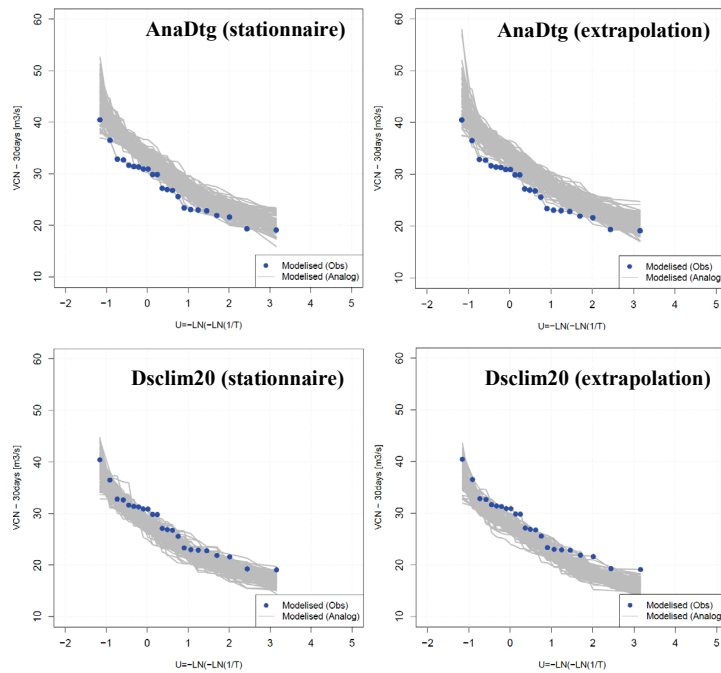 AnaDtg (stationnaire)
VCN − 30days [m3/s]
60
50
40
30
20
10
−2 −1 0 1 2 3 4 5
U=−LN(−LN(1/T)
Modelised (Obs)
Modelised (Analog)
AnaDtg (extrapolation)
VCN − 30days [m3/s]
60
50
40
30
20
10
−2 −1 0 1 2 3 4 5
U=−LN(−LN(1/T)
Modelised (Obs)
Modelised (Analog)
Dsclim20 (stationnaire)
VCN − 30days [m3/s]
60
50
40
30
20
10
−2 −1 0 1 2 3 4 5
U=−LN(−LN(1/T)
Modelised (Obs)
Modelised (Analog)
Dsclim20 (extrapolation)
VCN − 30days [m3/s]
60
50
40
30
20
10
−2 −1 0 1 2 3 4 5
U=−LN(−LN(1/T)
Modelised (Obs)
Modelised (Analog)